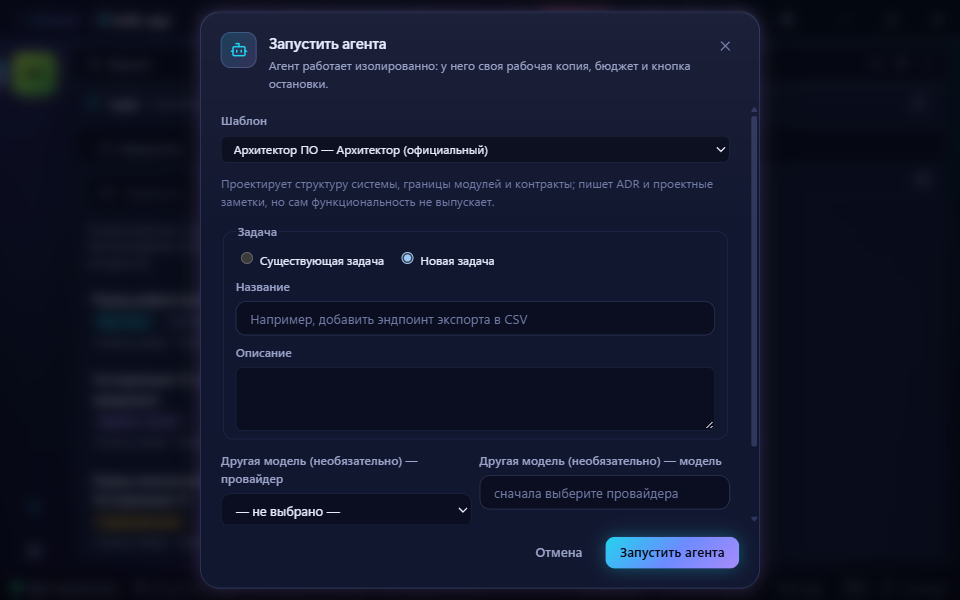 Запустить агента
Агент работает изолированно: у него своя рабочая копия, бюджет и кнопка
остановки.
Шаблон
Архитектор ПО — Архитектор (официальный)
Проектирует структуру системы, границы модулей и контракты; пишет ADR и проектные
заметки, но сам функциональность не выпускает.
Задача
Существующая задача
Новая задача
Название
Например, добавить эндпоинт экспорта в CSV
Описание
Другая модель (необязательно) —
провайдер
Другая модель (необязательно) — модель
— не выбрано —
сначала выберите провайдера
Отмена
Запустить агента